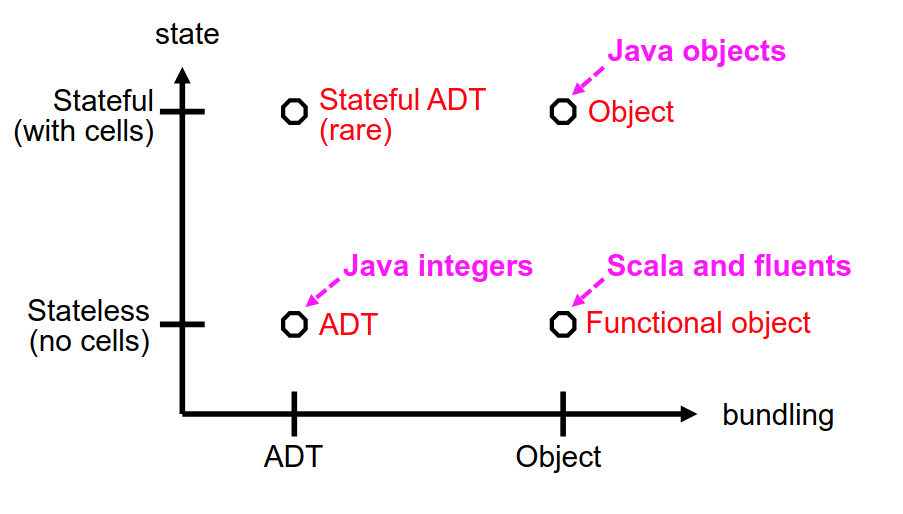 state
Java objects
Stateful
(with cells)
Stateful ADT
(rare)
Object
Java integers
Scala and fluents
Stateless
(no cells)
ADT
Functional object
bundling
ADT
Object